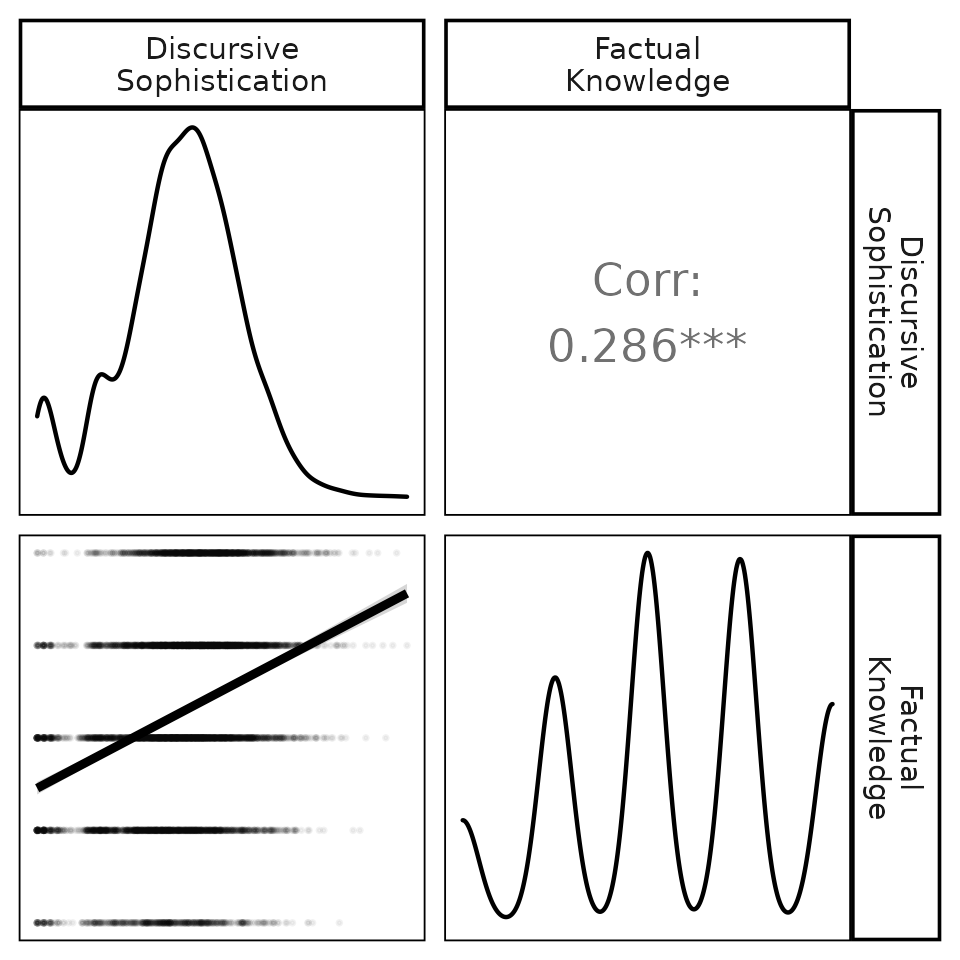 Discursive
Sophistication
Factual
Knowledge
Corr:
0.286***
Discursive
Sophistication
Factual
Knowledge